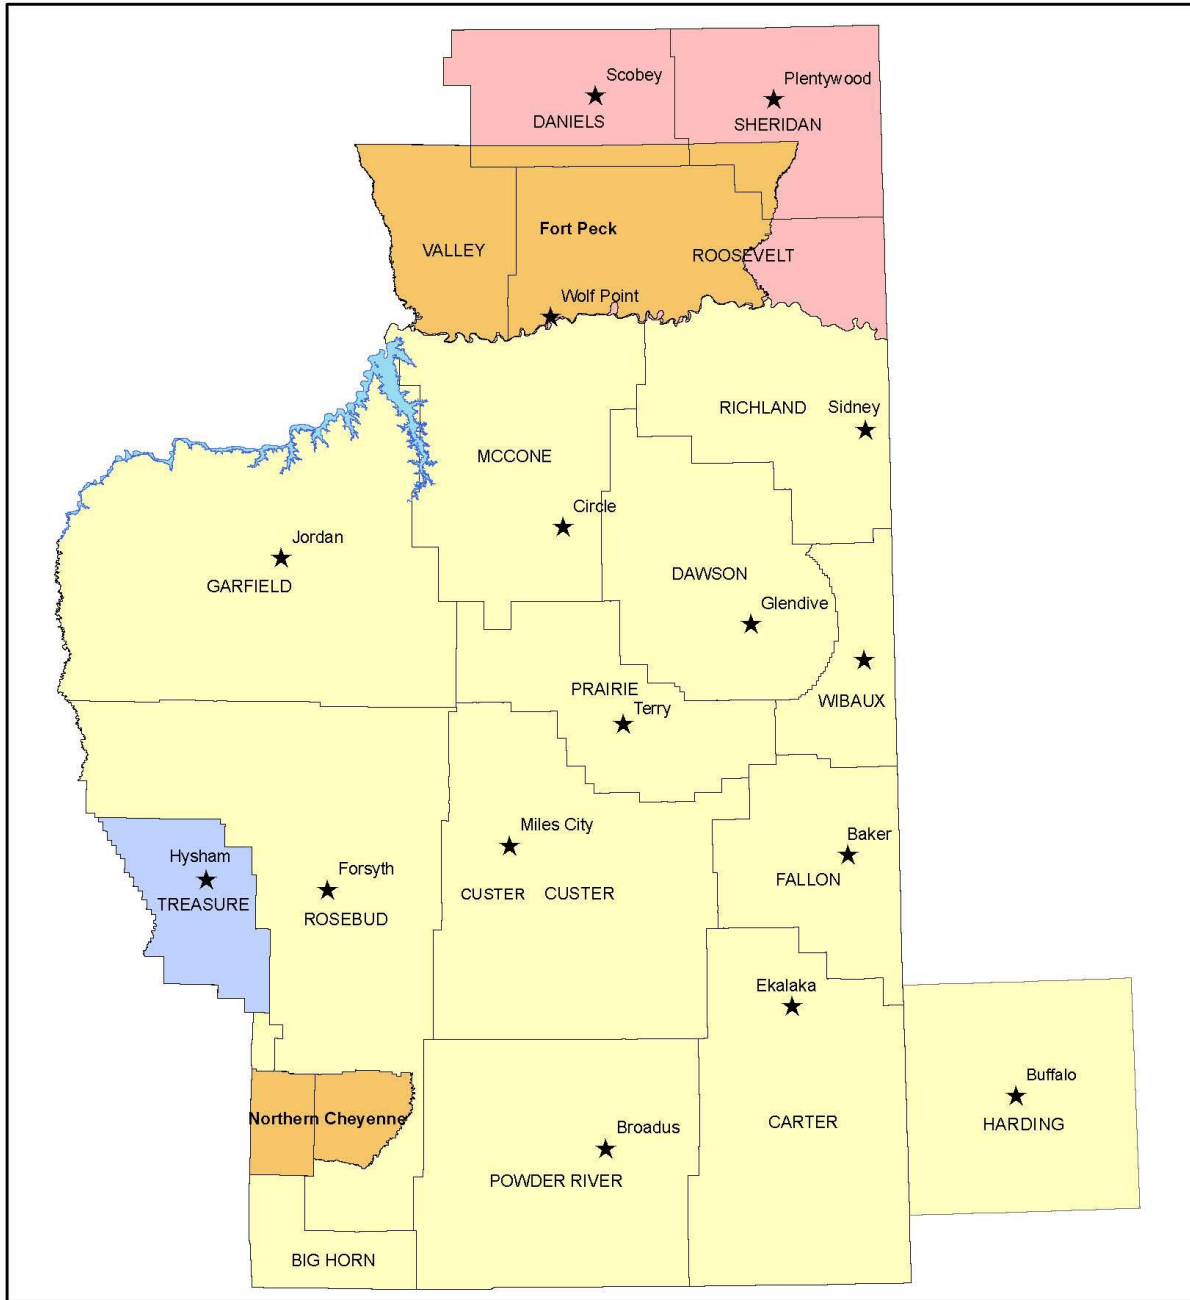 Scobey
Plentywood
DANIELS
SHERIDAN
Fort Peck
VALLEY
ROOSEVELT
Wolf Point
RICHLAND
Sidney
MCCONE
Circle
Jordan
DAWSON
GARFIELD
Glendive
PRAIRIE
WIBAUX
Terry
Miles City
Baker
Hysham
Forsyth
FALLON
CUSTER
CUSTER
TREASURE
ROSEBUD
Ekalaka
Buffalo
Northern Cheyenne
CARTER
HARDING
Broadus
POWDER RIVER
BIG HORN